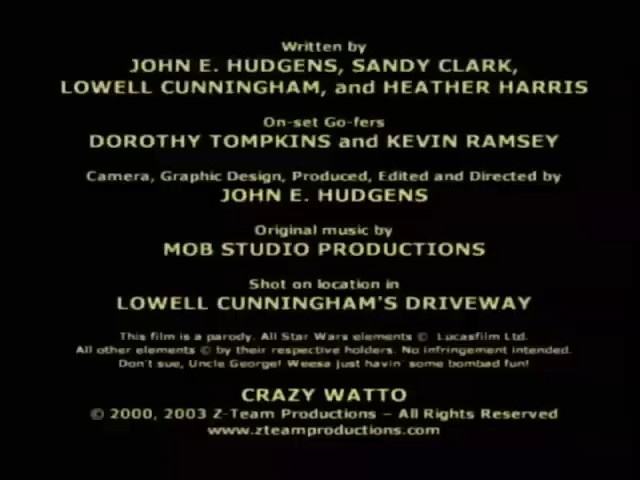 Written by
JOHN E. HUDGENS, SANDY CLARK,
LOWELL CUNNINGHAM, and HEATHER HARRIS
On-set Go-fers
DOROTHY TOMPKINS and KEVIN RAMSEY
Camera, Graphic Design, Produced, Edited and Directed by
JOHN E. HUDGENS
Original music by
MOB STUDIO PRODUCTIONS
Shot on location in
LOWELL CUNNINGHAM'S DRIVEWAY
This film is a parody. All Star Wars elements © Lucasfilm Ltd.
All other elements © by their respective holders. No infringement intended.
Don't sue, Uncle George! Weesa just havin' some bombad fun!
CRAZY WATTO
© 2000, 2003 Z-Team Productions – All Rights Reserved
www.zteamproductions.com